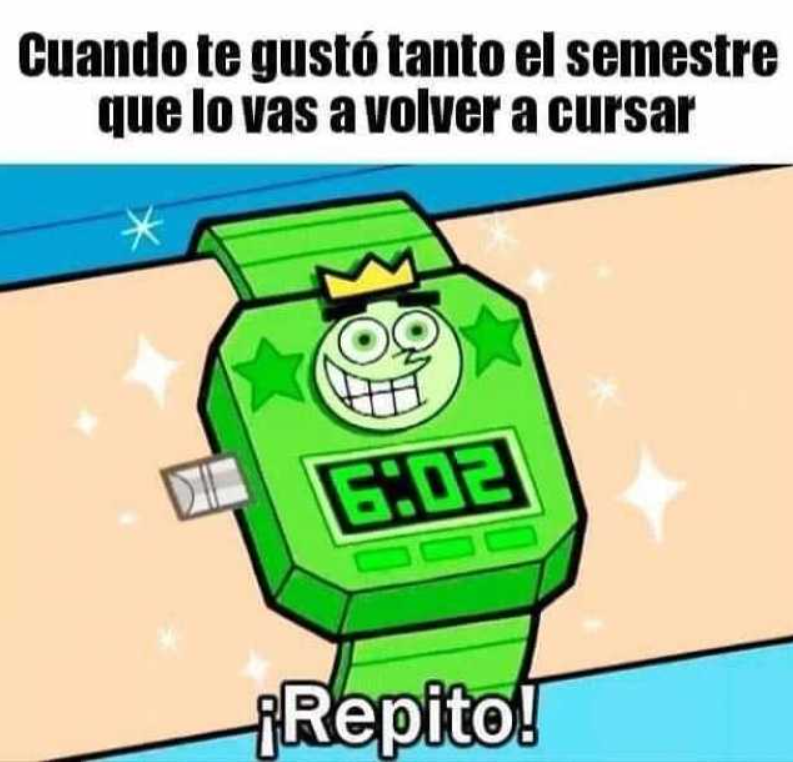 Cuando te gustó tanto el semestre
que lo vas a volver a cursar
6:02
¡Repito!